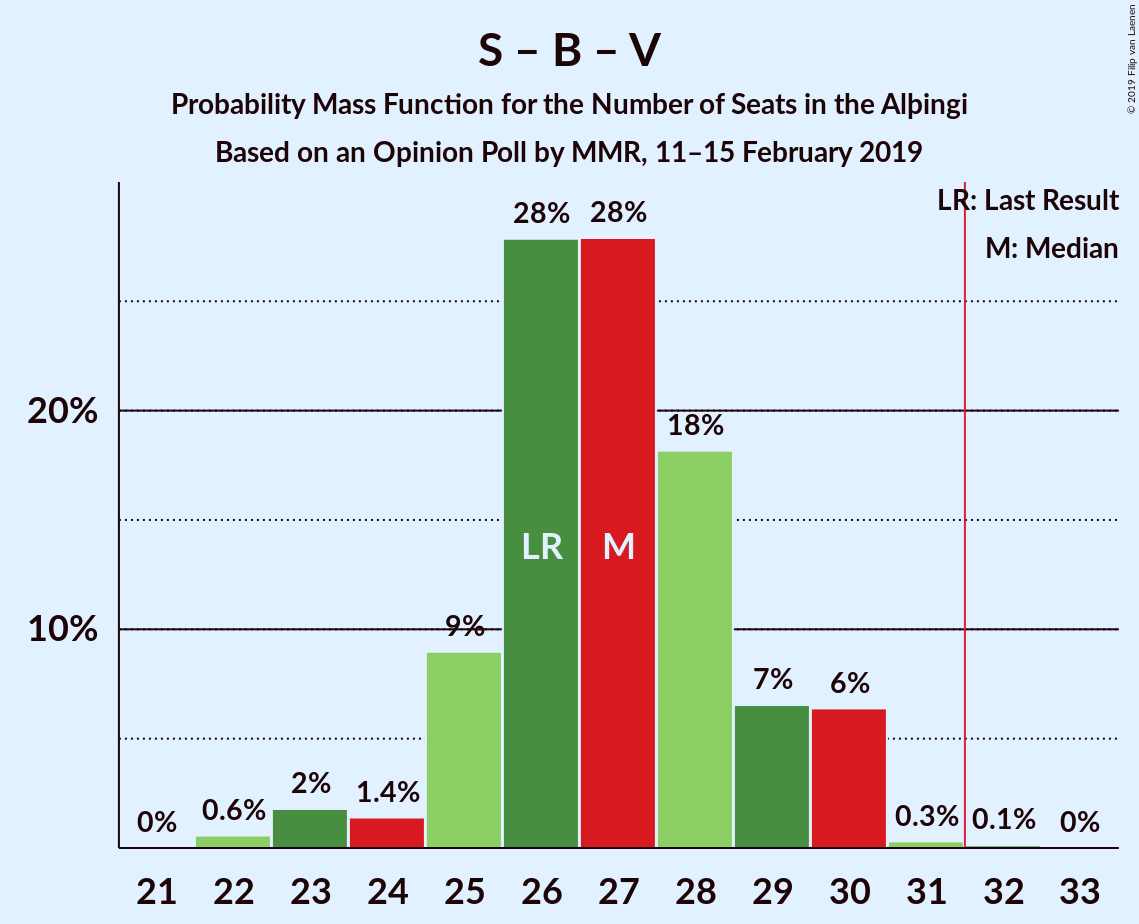 S – B – V
Probability Mass Function for the Number of Seats in the Alþingi
Based on an Opinion Poll by MMR, 11–15 February 2019
© 2019 Filip van Laenen
LR: Last Result
M: Median
28% 28%
20%
18%
LR M
10%
9%
7% 6%
2% 1.4%
0% 0.6% 0.3% 0.1% 0%
21 22 23 24 25 26 27 28 29 30 31 32 33